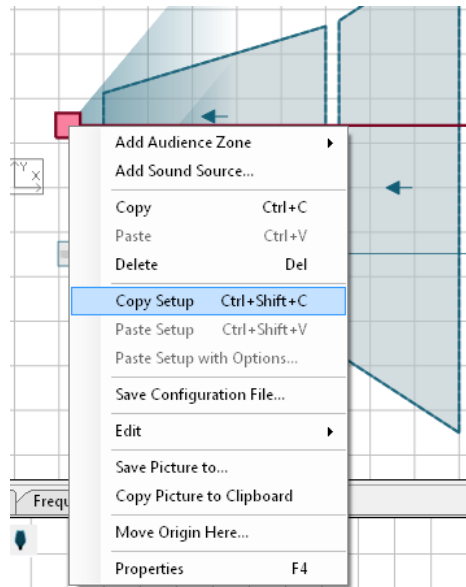 Add Audience Zone
Add Sound Source...
Y
X
Copy Ctrl+C
Paste Ctrl+V
Delete Del
Copy Setup Ctrl+Shift+C
Paste Setup Ctrl+Shift+V
Paste Setup with Options...
Save Configuration File...
Edit
Save Picture to...
Frequ
Copy Picture to Clipboard
Move Origin Here...
Properties F4